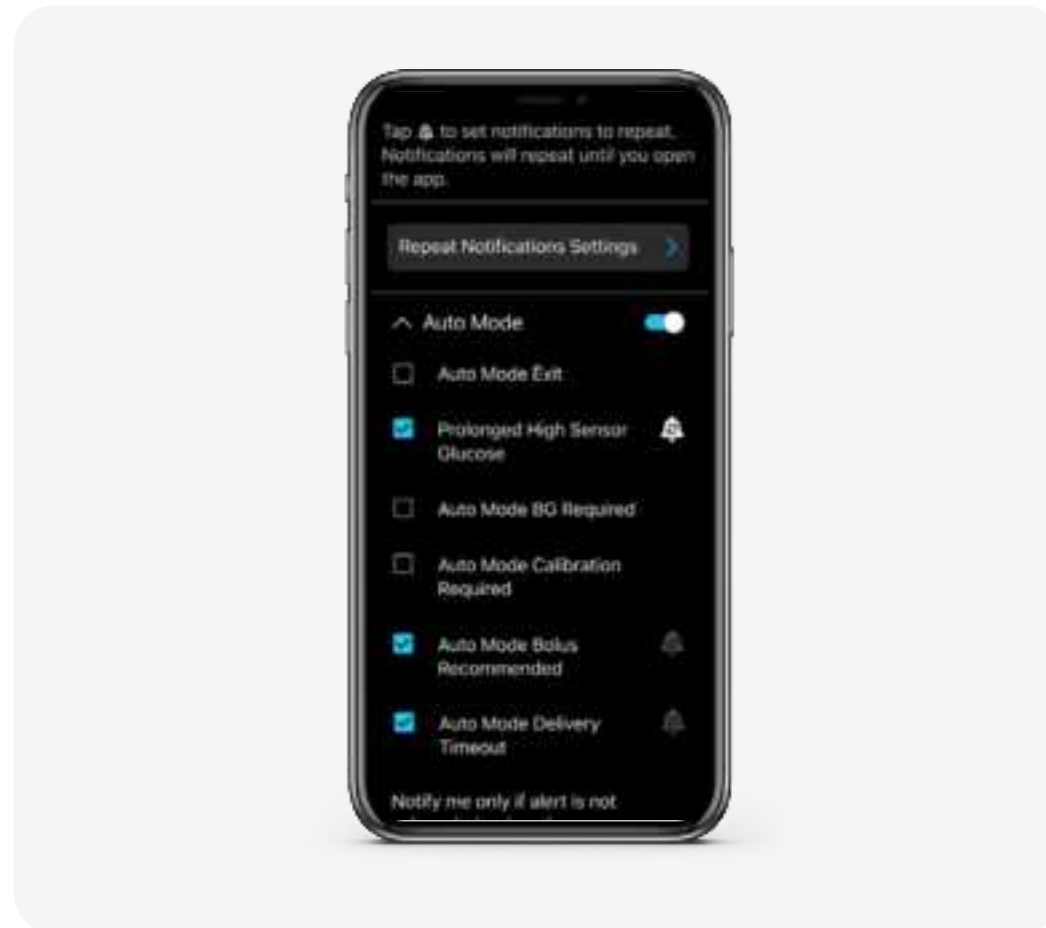 Tap to set notifications to repeat.
Notifications will repeat until you open
the app.
Repeat Notifications Settings
Auto Mode
Auto Mode Exit
Prolonged High Sensor
Glucose
Auto Mode BG Required
Auto Mode Calibration
Required
Auto Mode Bolus
Recommended
Auto Mode Delivery
Timeout
Notify me only if alert is not